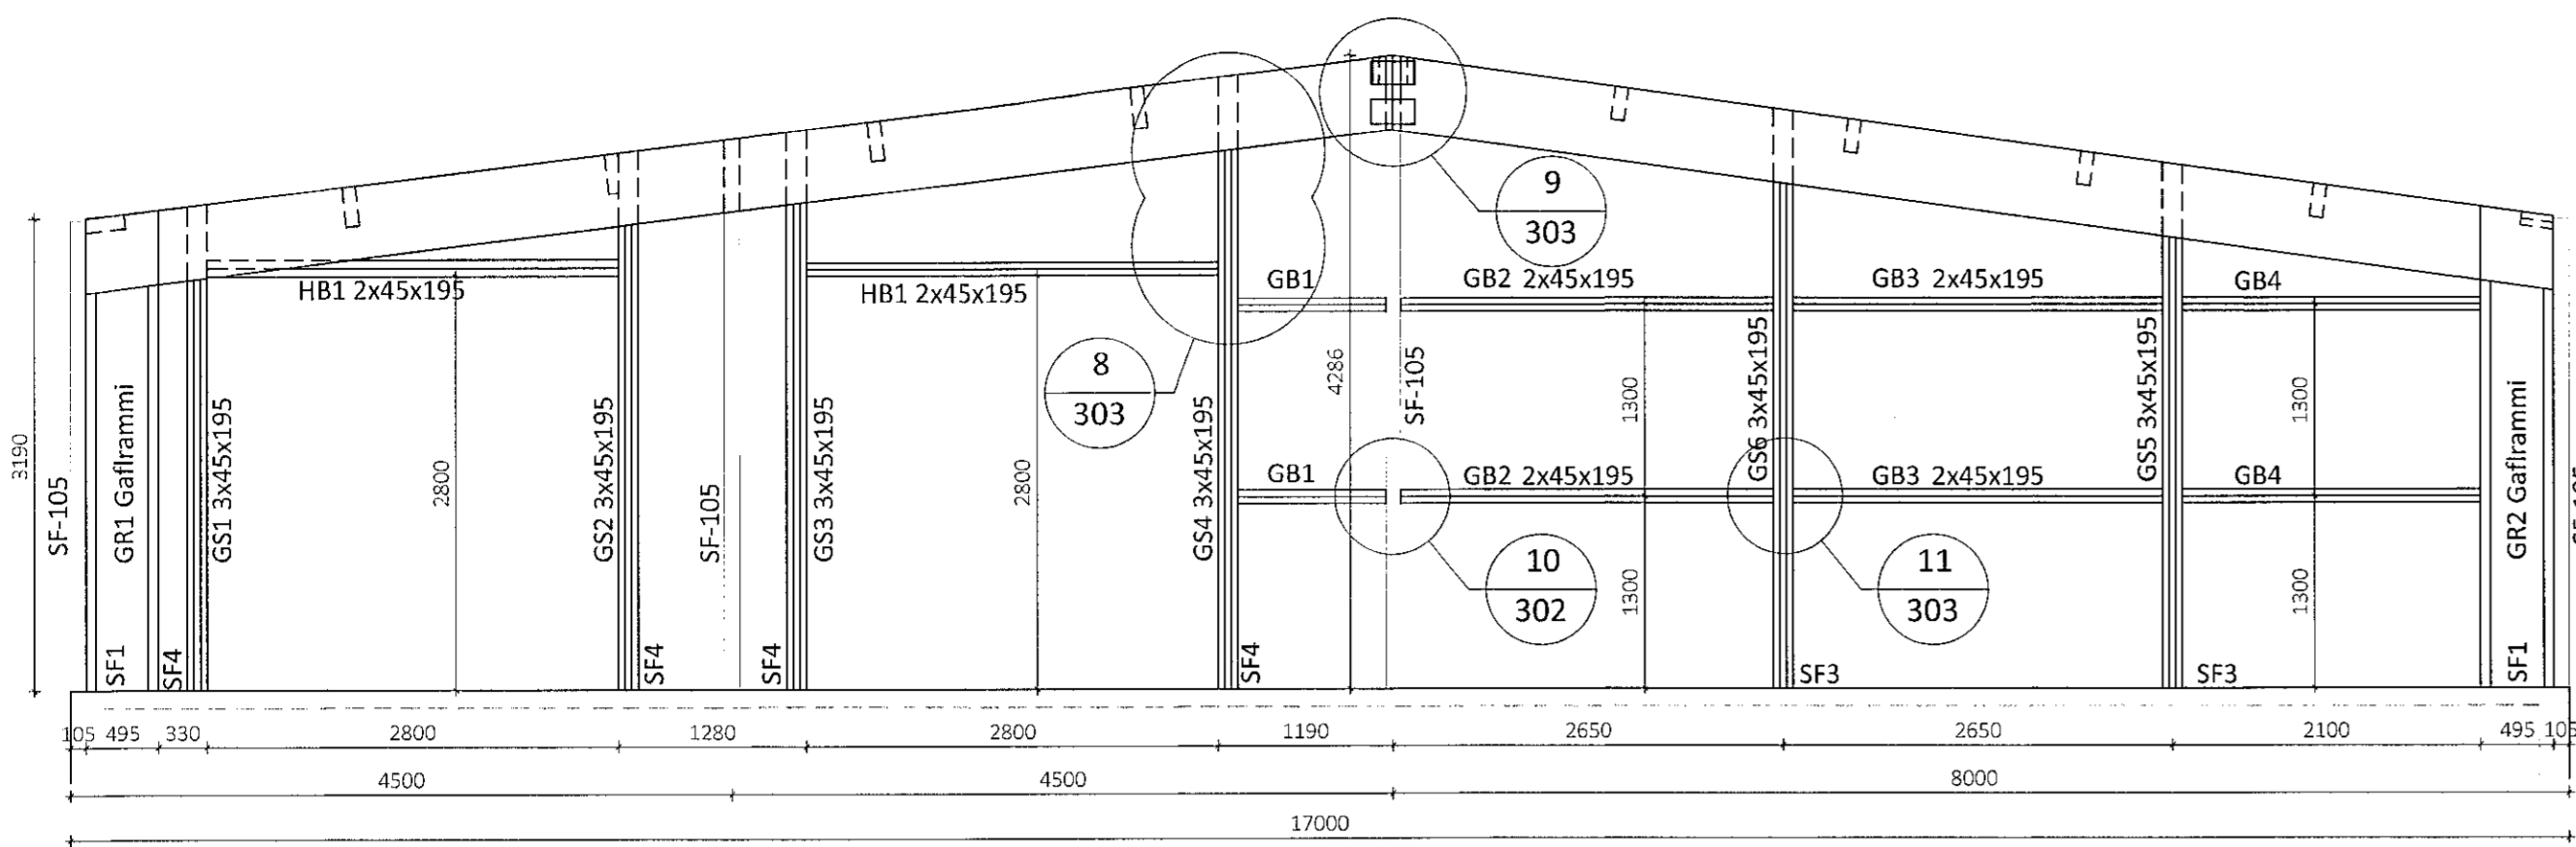 9
303
8
303
10
302
11
303
HB1 2x45x195
HB1 2x45x195
GB1
GB2 2x45x195
GB3 2x45x195
GB4
GB1
GB2 2x45x195
GB3 2x45x195
GB4
3190
SF-105
GR1 Gaflrammi
GS1 3x45x195
2800
GS2 3x45x195
SF-105
GS3 3x45x195
2800
GS4 3x45x195
4286
SF-105
1300
1300
GS6 3x45x195
GS5 3x45x195
1300
1300
GR2 Gaflrammi
SF1
SF4
SF4
SF4
SF4
SF3
SF3
SF1
105 495 330 2800 1280 2800 1190 2650 2650 2100 495 105
4500 4500 8000
17000